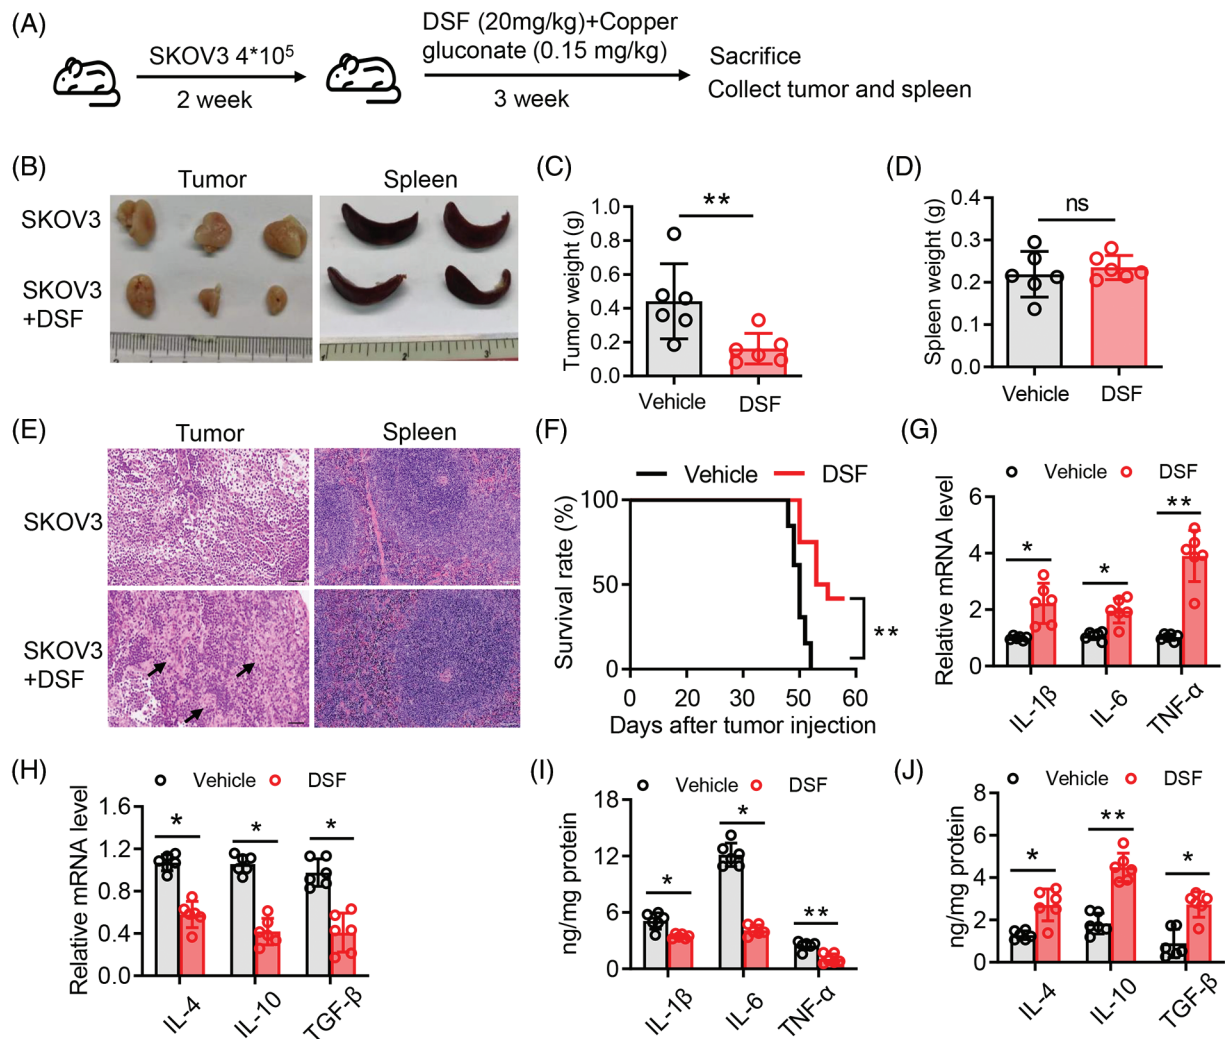 (A)
SKOV3 4*10⁵
2 week
DSF (20mg/kg)+Copper
gluconate (0.15 mg/kg)
3 week
Sacrifice
Collect tumor and spleen
(B)
Tumor
Spleen
SKOV3
SKOV3
+DSF
2
3
(C)
Tumor weight (g)
1.0
0.8
0.6
0.4
0.2
0.0
**
Vehicle
DSF
(D)
Spleen weight (g)
0.4
0.3
0.2
0.1
0.0
ns
Vehicle
DSF
(E)
Tumor
Spleen
SKOV3
SKOV3
+DSF
(F)
Vehicle
DSF
Survival rate (%)
100
50
0
**
0
20
30
50
60
Days after tumor injection
(G)
Vehicle
DSF
Relative mRNA level
6
4
2
0
*
*
**
IL-1β
IL-6
TNF-α
(H)
Vehicle
DSF
Relative mRNA level
1.6
1.2
0.8
0.4
0.0
*
*
*
IL-4
IL-10
TGF-β
(I)
Vehicle
DSF
ng/mg protein
18
12
6
0
*
*
**
IL-1β
IL-6
TNF-α
(J)
Vehicle
DSF
ng/mg protein
8
6
4
2
0
*
**
*
IL-4
IL-10
TGF-β